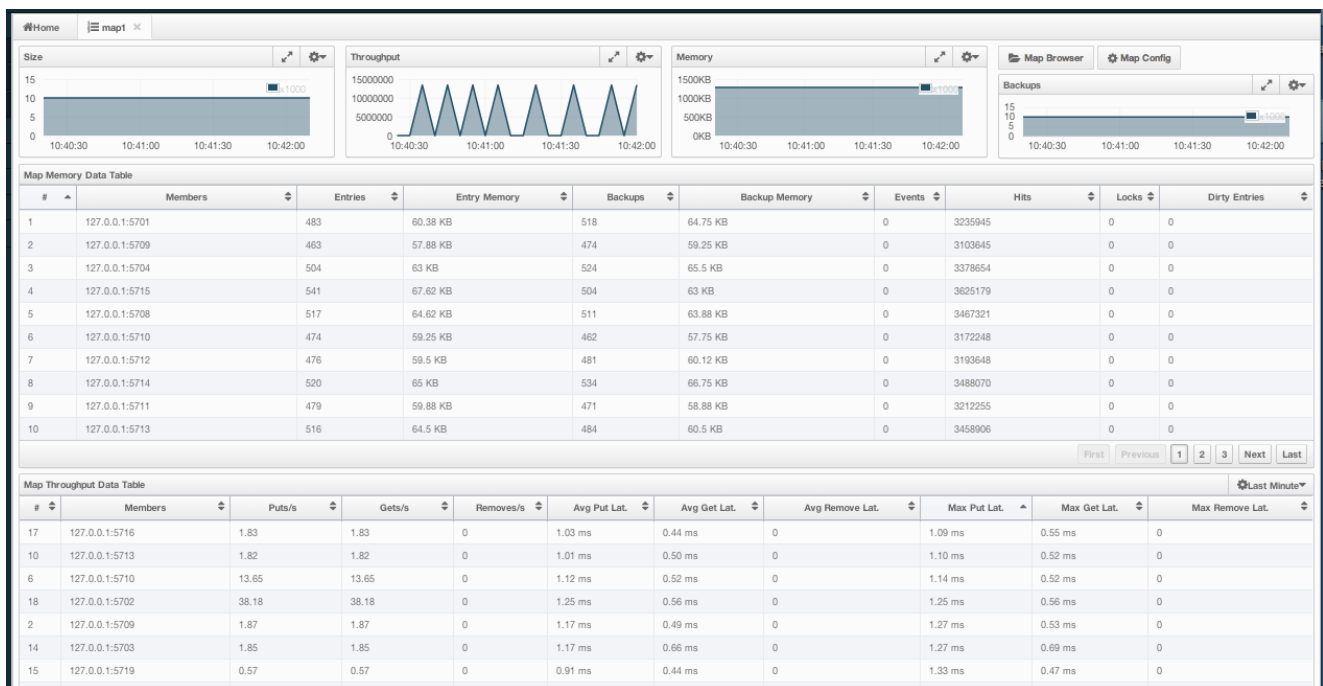 Home map1 ×
Size Throughput Memory Map Browser Map Config
Backups
15 10 5 0 x1000
10:40:30 10:41:00 10:41:30 10:42:00
15000000 10000000 5000000 0
10:40:30 10:41:00 10:41:30 10:42:00
1500KB 1000KB 500KB 0KB x1000
10:40:30 10:41:00 10:41:30 10:42:00
15 10 5 0 x1000
10:40:30 10:41:00 10:41:30 10:42:00
Map Memory Data Table
# Members Entries Entry Memory Backups Backup Memory Events Hits Locks Dirty Entries
1 127.0.0.1:5701 483 60.38 KB 518 64.75 KB 0 3235945 0 0
2 127.0.0.1:5709 463 57.88 KB 474 59.25 KB 0 3103645 0 0
3 127.0.0.1:5704 504 63 KB 524 65.5 KB 0 3378654 0 0
4 127.0.0.1:5715 541 67.62 KB 504 63 KB 0 3625179 0 0
5 127.0.0.1:5708 517 64.62 KB 511 63.88 KB 0 3467321 0 0
6 127.0.0.1:5710 474 59.25 KB 462 57.75 KB 0 3172248 0 0
7 127.0.0.1:5712 476 59.5 KB 481 60.12 KB 0 3193648 0 0
8 127.0.0.1:5714 520 65 KB 534 66.75 KB 0 3488070 0 0
9 127.0.0.1:5711 479 59.88 KB 471 58.88 KB 0 3212255 0 0
10 127.0.0.1:5713 516 64.5 KB 484 60.5 KB 0 3458906 0 0
First Previous 1 2 3 Next Last
Map Throughput Data Table Last Minute
# Members Puts/s Gets/s Removes/s Avg Put Lat. Avg Get Lat. Avg Remove Lat. Max Put Lat. Max Get Lat. Max Remove Lat.
17 127.0.0.1:5716 1.83 1.83 0 1.03 ms 0.44 ms 0 1.09 ms 0.55 ms 0
10 127.0.0.1:5713 1.82 1.82 0 1.01 ms 0.50 ms 0 1.10 ms 0.52 ms 0
6 127.0.0.1:5710 13.65 13.65 0 1.12 ms 0.52 ms 0 1.14 ms 0.52 ms 0
18 127.0.0.1:5702 38.18 38.18 0 1.25 ms 0.56 ms 0 1.25 ms 0.56 ms 0
2 127.0.0.1:5709 1.87 1.87 0 1.17 ms 0.49 ms 0 1.27 ms 0.53 ms 0
14 127.0.0.1:5703 1.85 1.85 0 1.17 ms 0.66 ms 0 1.27 ms 0.69 ms 0
15 127.0.0.1:5719 0.57 0.57 0 0.91 ms 0.44 ms 0 1.33 ms 0.47 ms 0